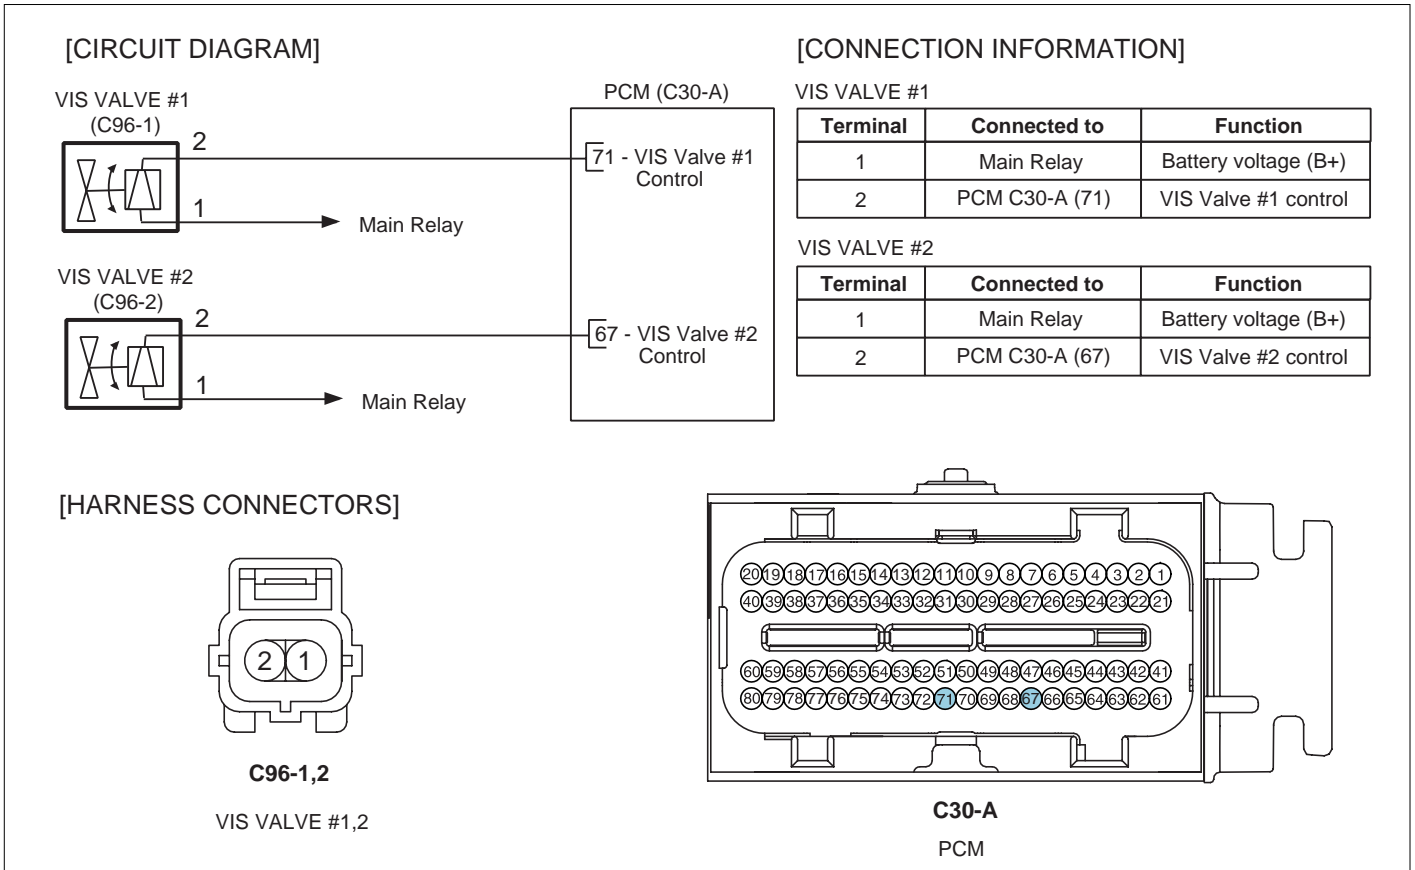 [CIRCUIT DIAGRAM]
VIS VALVE #1
(C96-1)
2
1
Main Relay
PCM (C30-A)
71 - VIS Valve #1
Control
VIS VALVE #2
(C96-2)
2
1
Main Relay
67 - VIS Valve #2
Control
[CONNECTION INFORMATION]
VIS VALVE #1
Terminal Connected to Function
1 Main Relay Battery voltage (B+)
2 PCM C30-A (71) VIS Valve #1 control
VIS VALVE #2
Terminal Connected to Function
1 Main Relay Battery voltage (B+)
2 PCM C30-A (67) VIS Valve #2 control
[HARNESS CONNECTORS]
2 1
C96-1,2
VIS VALVE #1,2
20 19 18 17 16 15 14 13 12 11 10 9 8 7 6 5 4 3 2 1
40 39 38 37 36 35 34 33 32 31 30 29 28 27 26 25 24 23 22 21
60 59 58 57 56 55 54 53 52 51 50 49 48 47 46 45 44 43 42 41
80 79 78 77 76 75 74 73 72 71 70 69 68 67 66 65 64 63 62 61
C30-A
PCM